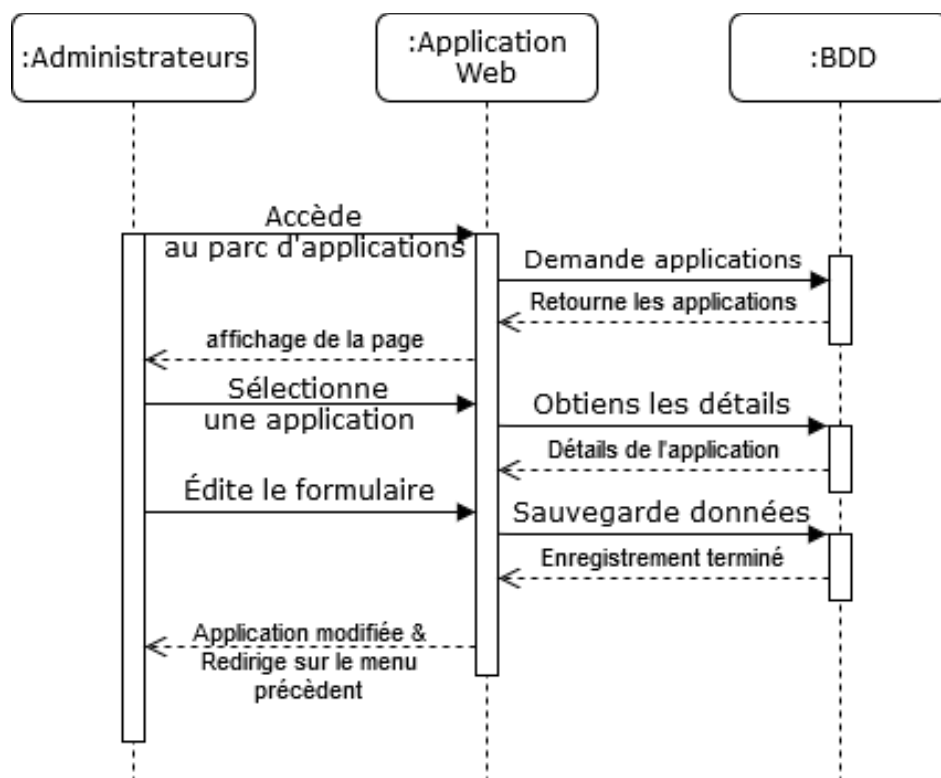 :Administrateurs
:Application
Web
:BDD
Accède
au parc d'applications
Demande applications
Retourne les applications
affichage de la page
Sélectionne
une application
Obtiens les détails
Détails de l'application
Édite le formulaire
Sauvegarde données
Enregistrement terminé
Application modifiée &
Redirige sur le menu
précèdent